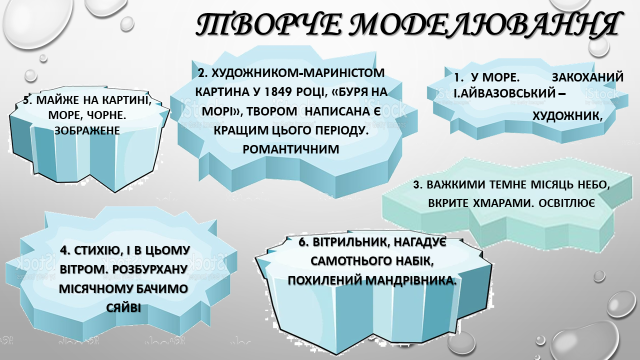 ТВОРЧЕ МОДЕЛЮВАННЯ
1. У МОРЕ. ЗАКОХАНИЙ
І.АЙВАЗОВСЬКИЙ –
ХУДОЖНИК,
2. ХУДОЖНИКОМ-МАРИНІСТОМ
КАРТИНА У 1849 РОЦІ, «БУРЯ НА
МОРІ», ТВОРОМ НАПИСАНА Є
КРАЩИМ ЦЬОГО ПЕРІОДУ.
РОМАНТИЧНИМ
3. ВАЖКИМИ ТЕМНЕ МІСЯЦЬ НЕБО,
ВКРИТЕ ХМАРАМИ. ОСВІТЛЮЄ
4. СТИХІЮ, І В ЦЬОМУ
ВІТРОМ. РОЗБУРХАНУ
МІСЯЧНОМУ БАЧИМО
СЯЙВІ
5. МАЙЖЕ НА КАРТИНІ,
МОРЕ, ЧОРНЕ.
ЗОБРАЖЕНЕ
6. ВІТРИЛЬНИК, НАГАДУЄ
САМОТНЬОГО НАБІК,
ПОХИЛЕНИЙ МАНДРІВНИКА.